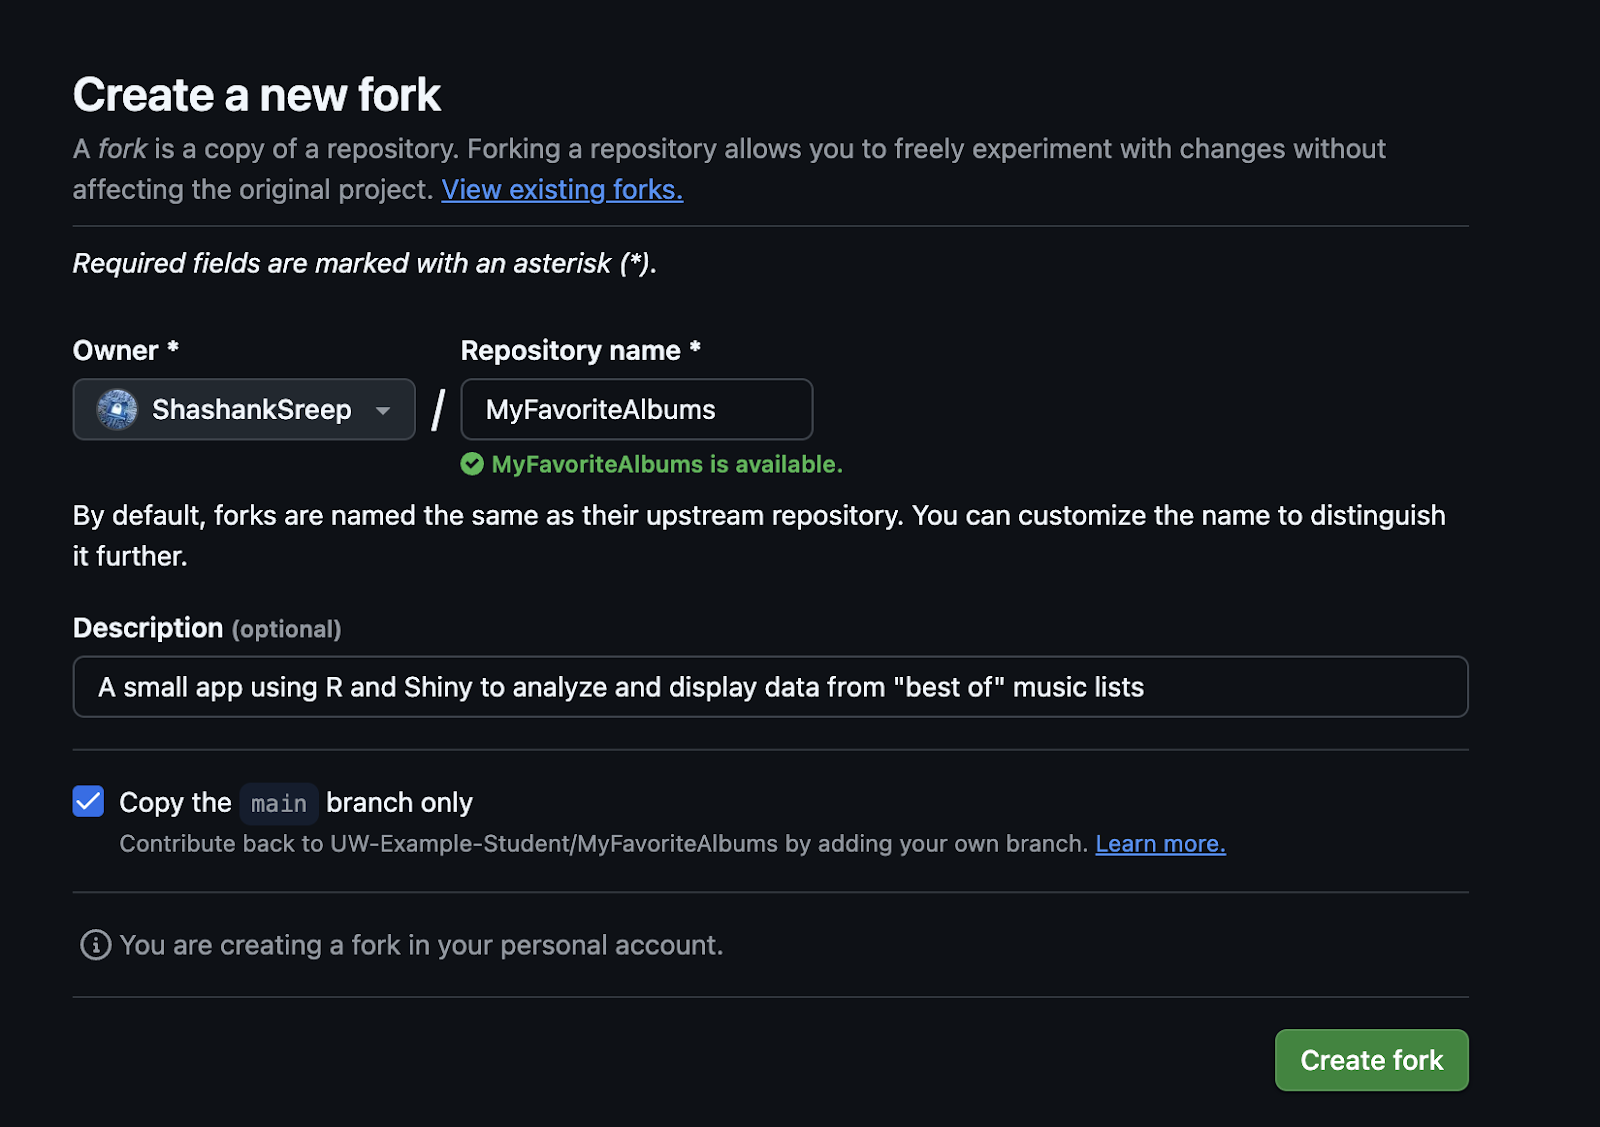 Create a new fork
A fork is a copy of a repository. Forking a repository allows you to freely experiment with changes without
affecting the original project. View existing forks.
Required fields are marked with an asterisk (*).
Owner *
Repository name *
ShashankSreep / MyFavoriteAlbums
MyFavoriteAlbums is available.
By default, forks are named the same as their upstream repository. You can customize the name to distinguish
it further.
Description (optional)
A small app using R and Shiny to analyze and display data from "best of" music lists
Copy the main branch only
Contribute back to UW-Example-Student/MyFavoriteAlbums by adding your own branch. Learn more.
You are creating a fork in your personal account.
Create fork